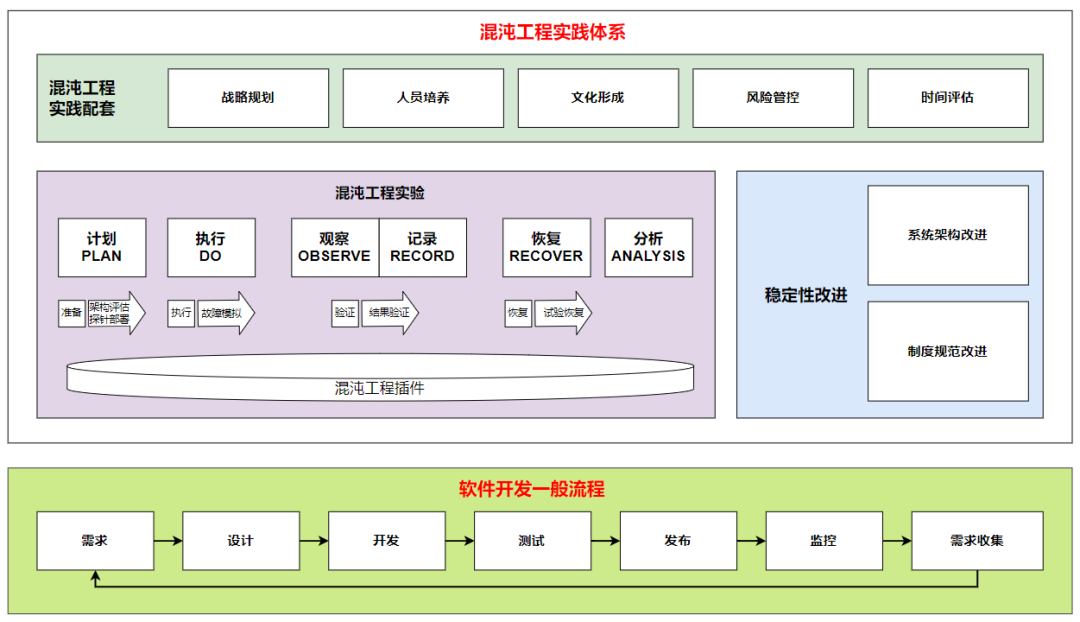 混沌工程实践体系
混沌工程
实践配套
战略规划
人员培养
文化形成
风险管控
时间评估
混沌工程实验
计划
PLAN
执行
DO
观察
OBSERVE
记录
RECORD
恢复
RECOVER
分析
ANALYSIS
准备
架构评估
探针部署
执行
故障模拟
验证
结果验证
恢复
试验恢复
混沌工程插件
稳定性改进
系统架构改进
制度规范改进
软件开发一般流程
需求
设计
开发
测试
发布
监控
需求收集